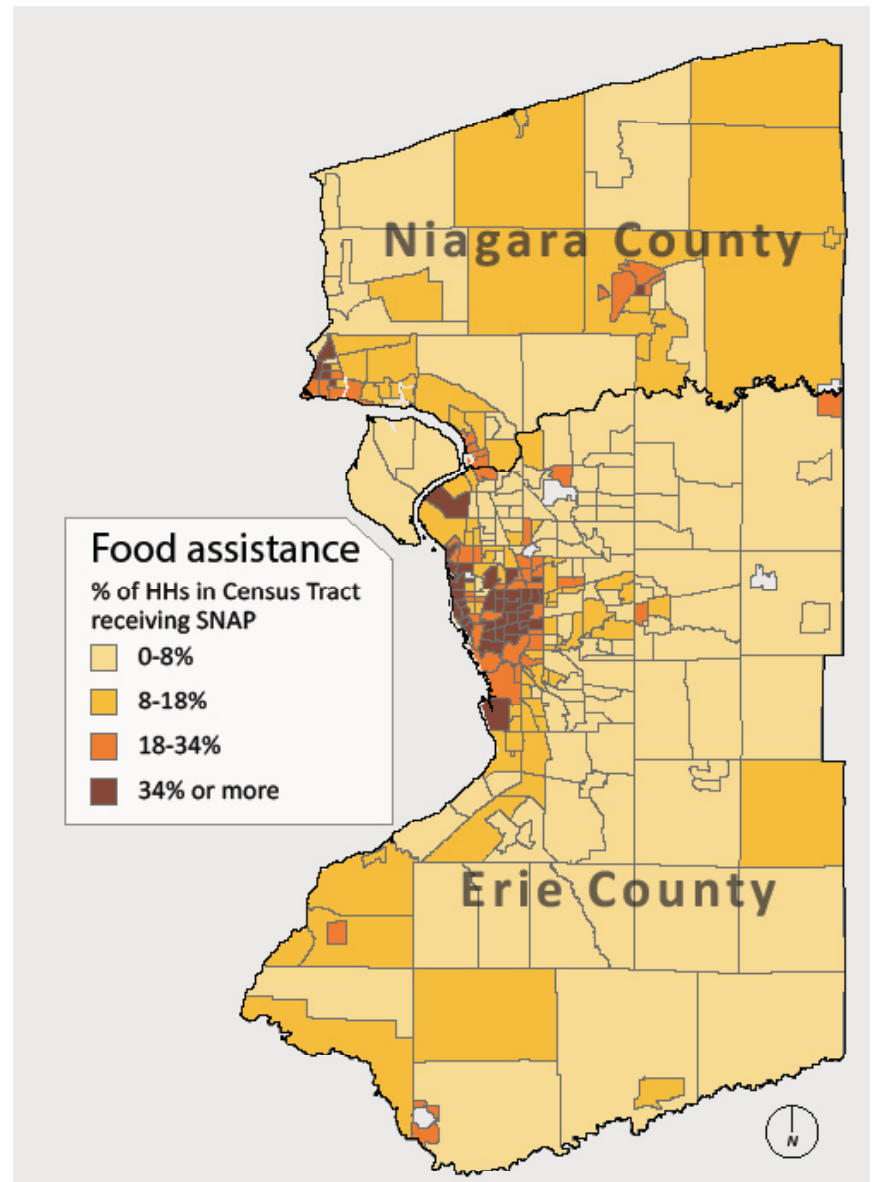 Niagara County
Food assistance
% of HHs in Census Tract
receiving SNAP
0-8%
8-18%
18-34%
34% or more
Erie County
N